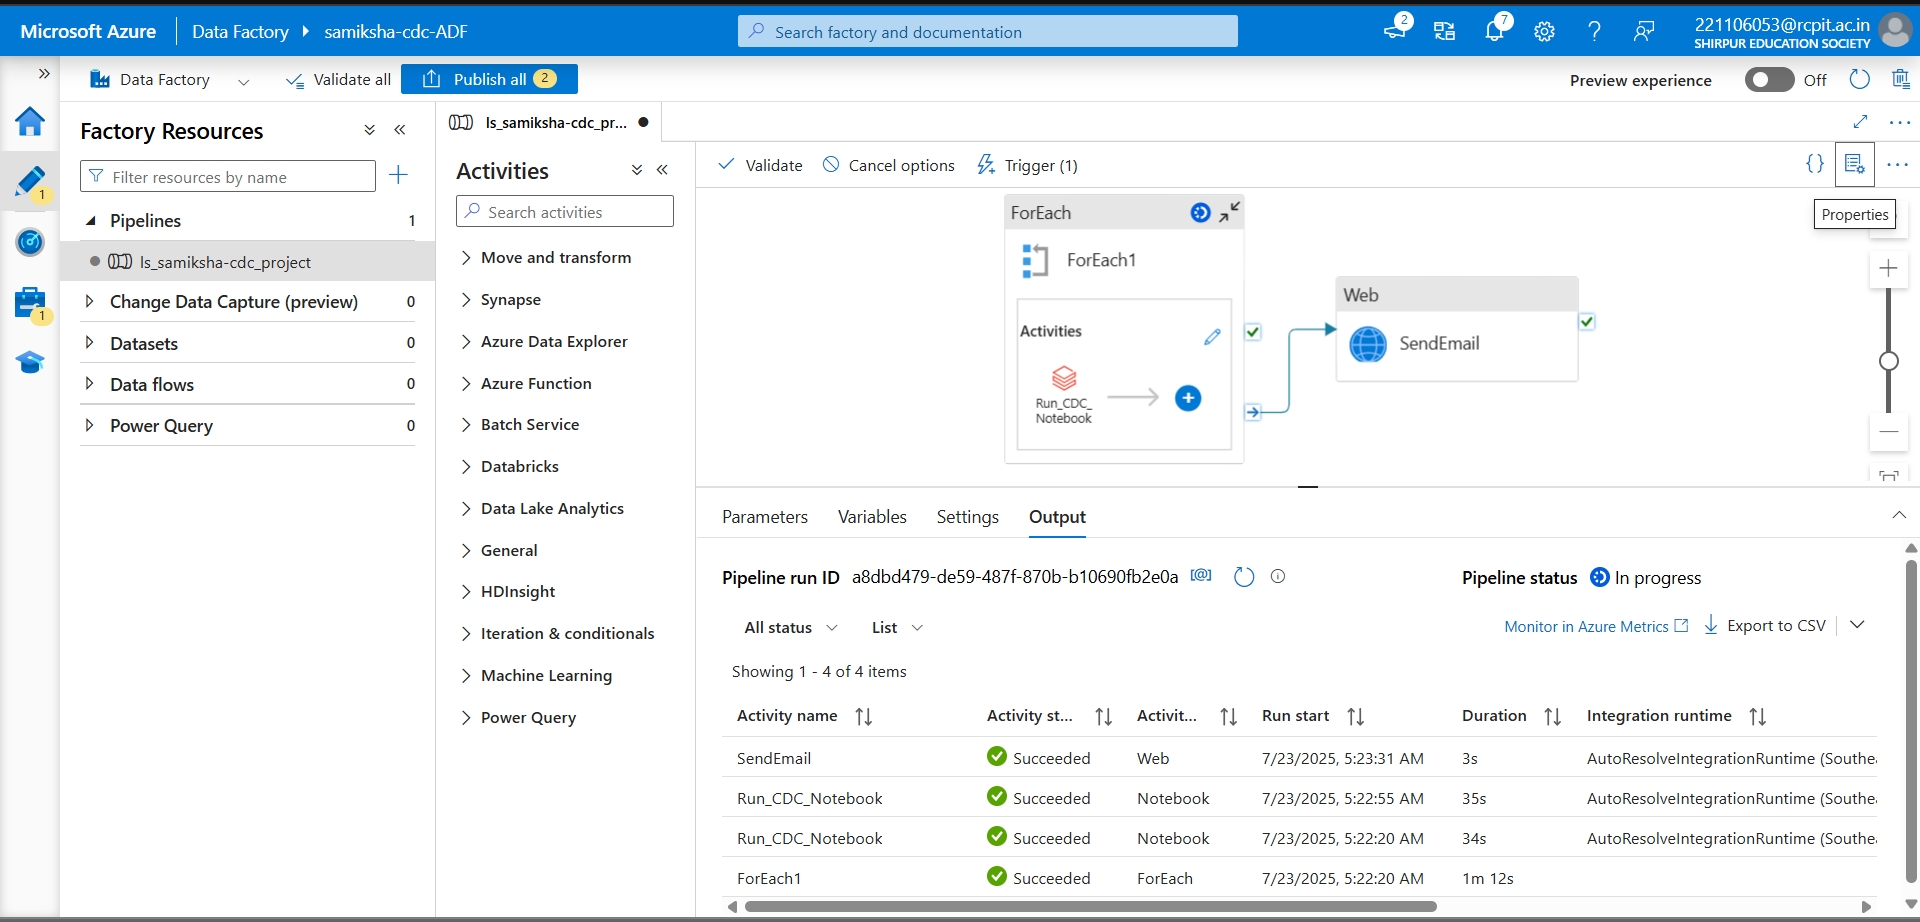 Microsoft Azure
Data Factory
samiksha-cdc-ADF
Search factory and documentation
2
7
221106053@rcpit.ac.in
SHIRPUR EDUCATION SOCIETY
Data Factory
Validate all
Publish all 2
Preview experience
Off
Factory Resources
Filter resources by name
1
1
Pipelines 1
ls_samiksha-cdc_project
Change Data Capture (preview) 0
Datasets 0
Data flows 0
Power Query 0
ls_samiksha-cdc_pr...
Activities
Search activities
Move and transform
Synapse
Azure Data Explorer
Azure Function
Batch Service
Databricks
Data Lake Analytics
General
HDInsight
Iteration & conditionals
Machine Learning
Power Query
Validate
Cancel options
Trigger (1)
{}
Properties
ForEach
ForEach1
Activities
Run_CDC_
Notebook
Web
SendEmail
Parameters Variables Settings Output
Pipeline run ID a8dbd479-de59-487f-870b-b10690fb2e0a
Pipeline status In progress
All status List
Monitor in Azure Metrics Export to CSV
Showing 1 - 4 of 4 items
Activity name Activity st... Activit... Run start Duration Integration runtime
SendEmail Succeeded Web 7/23/2025, 5:23:31 AM 3s AutoResolveIntegrationRuntime (Southea
Run_CDC_Notebook Succeeded Notebook 7/23/2025, 5:22:55 AM 35s AutoResolveIntegrationRuntime (Southea
Run_CDC_Notebook Succeeded Notebook 7/23/2025, 5:22:20 AM 34s AutoResolveIntegrationRuntime (Southea
ForEach1 Succeeded ForEach 7/23/2025, 5:22:20 AM 1m 12s